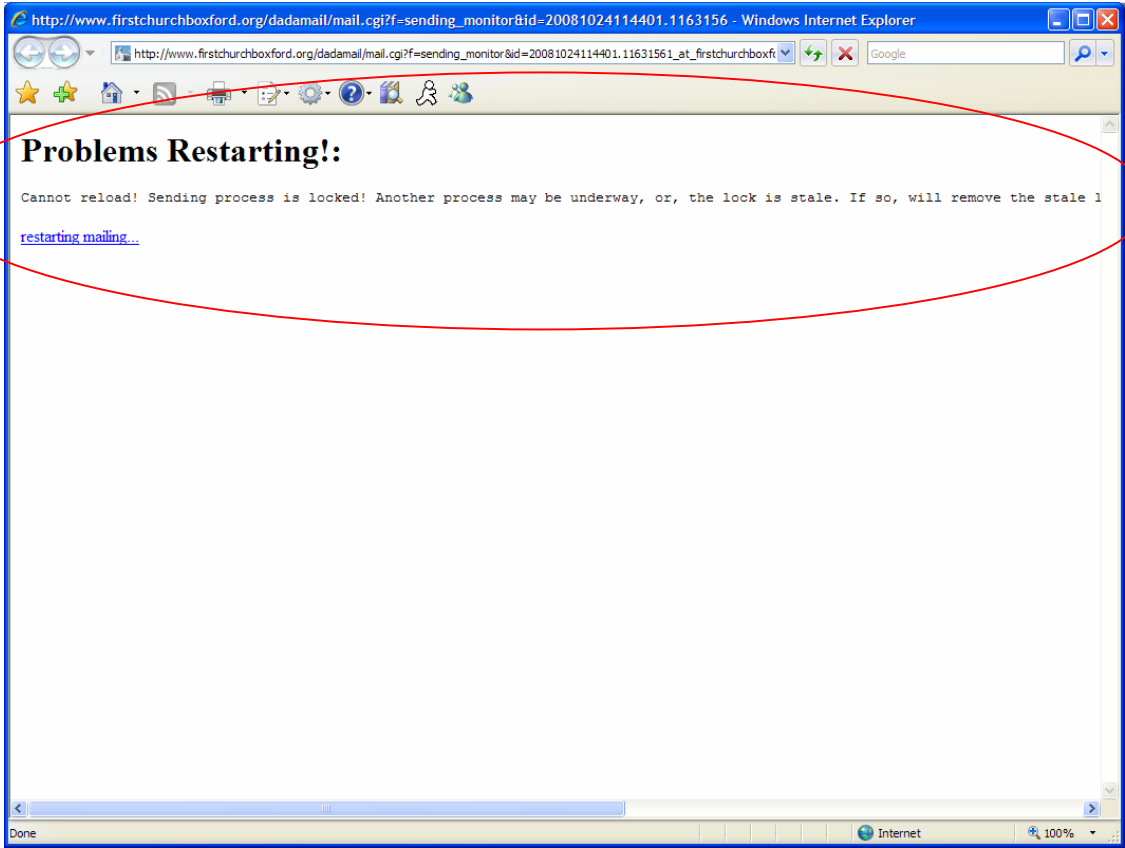 http://www.firstchurchboxford.org/dadamail/mail.cgi?f=sending_monitor&id=20081024114401.1163156 - Windows Internet Explorer
http://www.firstchurchboxford.org/dadamail/mail.cgi?f=sending_monitor&id=20081024114401.11631561_at_firstchurchboxf
Google
Problems Restarting!:
Cannot reload! Sending process is locked! Another process may be underway, or, the lock is stale. If so, will remove the stale l
restarting mailing...
Done
Internet
100%